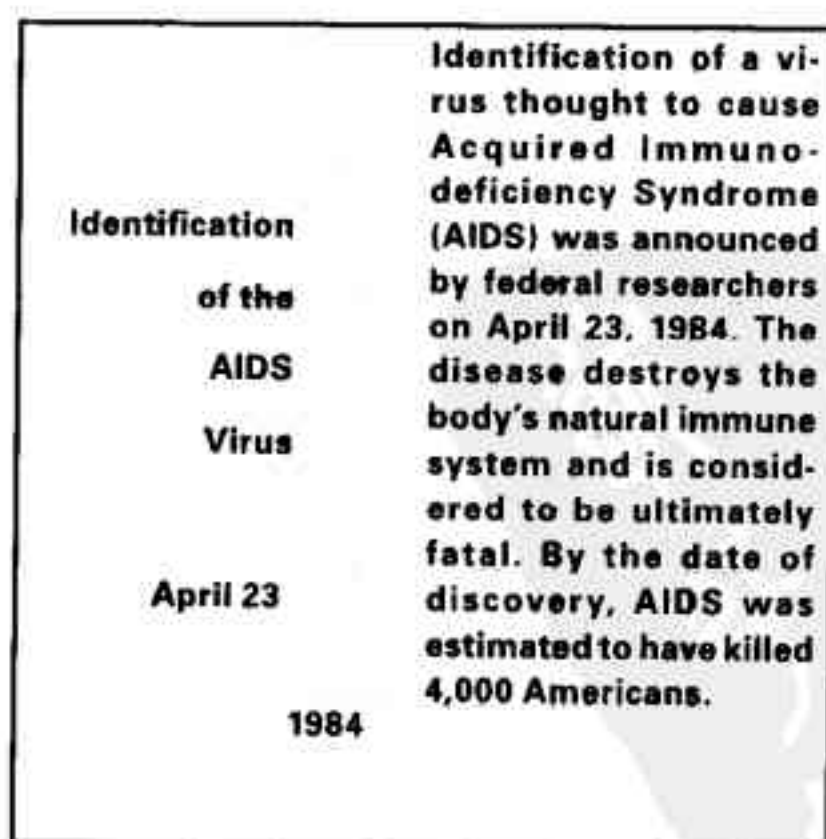 Identification
of the
AIDS
Virus
April 23
1984
Identification of a vi-
rus thought to cause
Acquired Immuno-
deficiency Syndrome
(AIDS) was announced
by federal researchers
on April 23, 1984. The
disease destroys the
body's natural immune
system and is consid-
ered to be ultimately
fatal. By the date of
discovery, AIDS was
estimated to have killed
4,000 Americans.